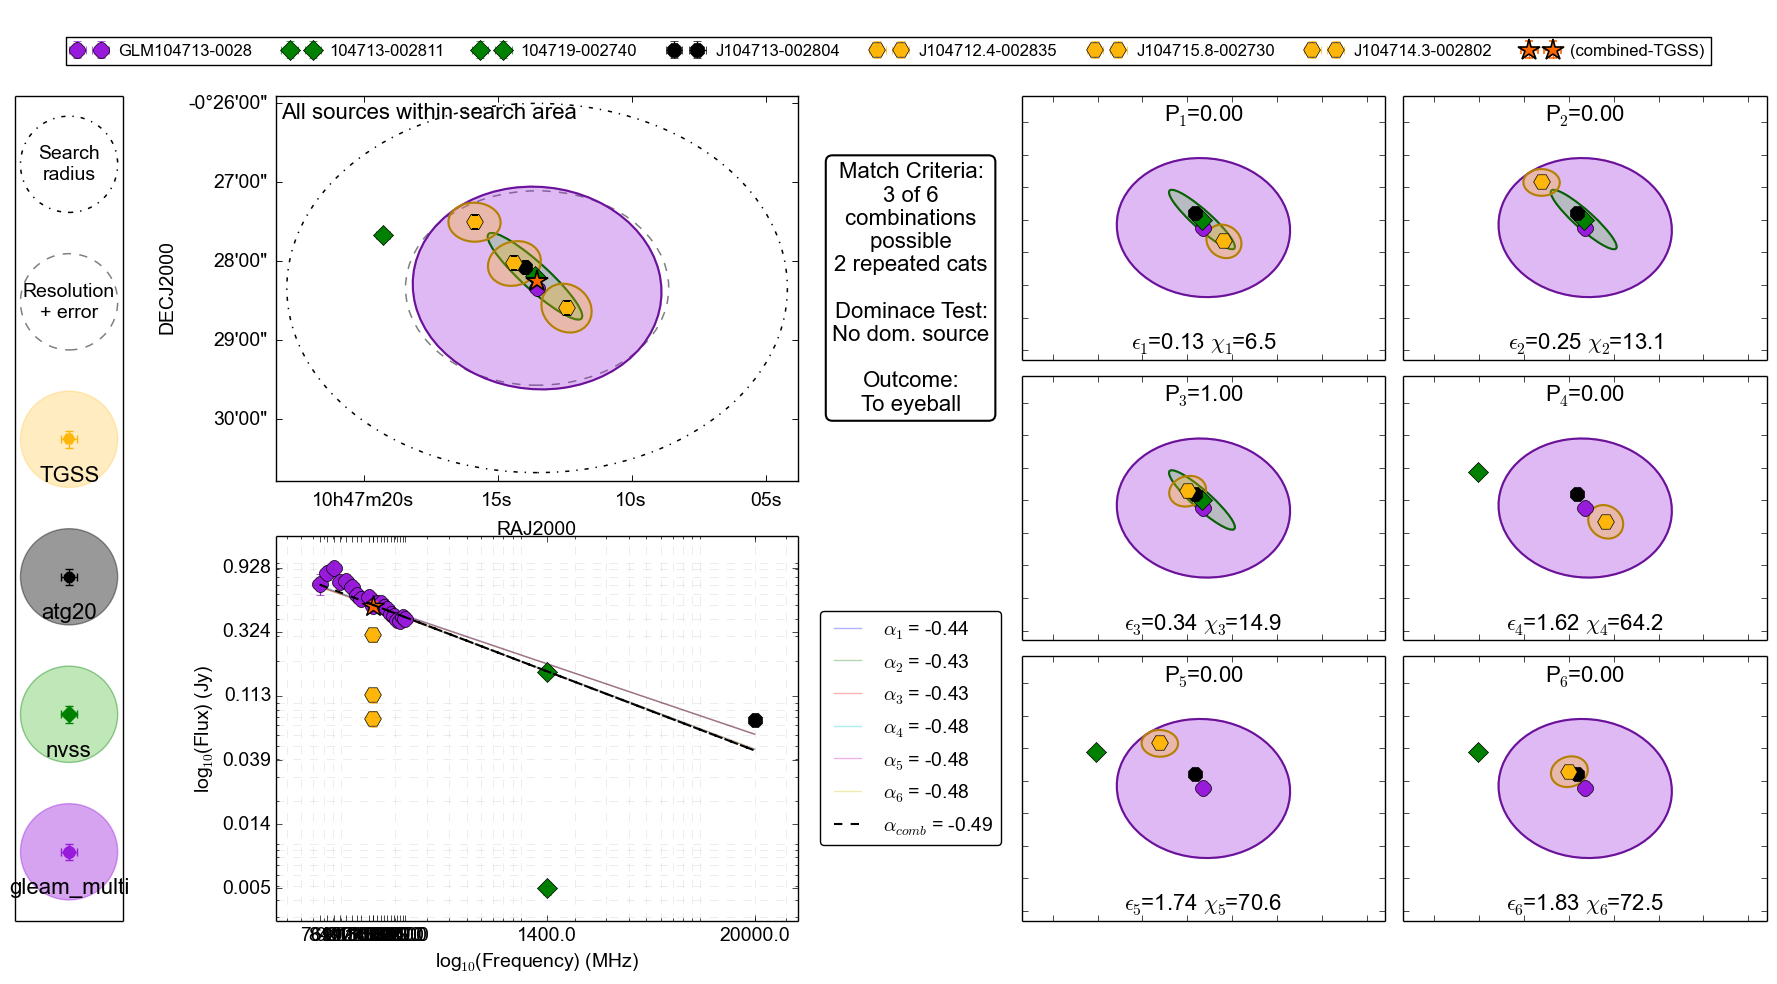 GLM104713-0028 104713-002811 104719-002740 J104713-002804 J104712.4-002835 J104715.8-002730 J104714.3-002802 (combined-TGSS)
Search
radius
Resolution
+ error
TGSS
atg20
nvss
gleam_multi
All sources within search area
-0°26'00"
27'00"
28'00"
29'00"
30'00"
DECJ2000
10h47m20s 15s 10s 05s
RAJ2000
Match Criteria:
3 of 6
combinations
possible
2 repeated cats
Dominace Test:
No dom. source
Outcome:
To eyeball
0.928
0.324
0.113
0.039
0.014
0.005
log10(Flux) (Jy)
1400.0 20000.0
log10(Frequency) (MHz)
α1 = -0.44
α2 = -0.43
α3 = -0.43
α4 = -0.48
α5 = -0.48
α6 = -0.48
αcomb = -0.49
P1=0.00
ϵ1=0.13 χ1=6.5
P2=0.00
ϵ2=0.25 χ2=13.1
P3=1.00
ϵ3=0.34 χ3=14.9
P4=0.00
ϵ4=1.62 χ4=64.2
P5=0.00
ϵ5=1.74 χ5=70.6
P6=0.00
ϵ6=1.83 χ6=72.5